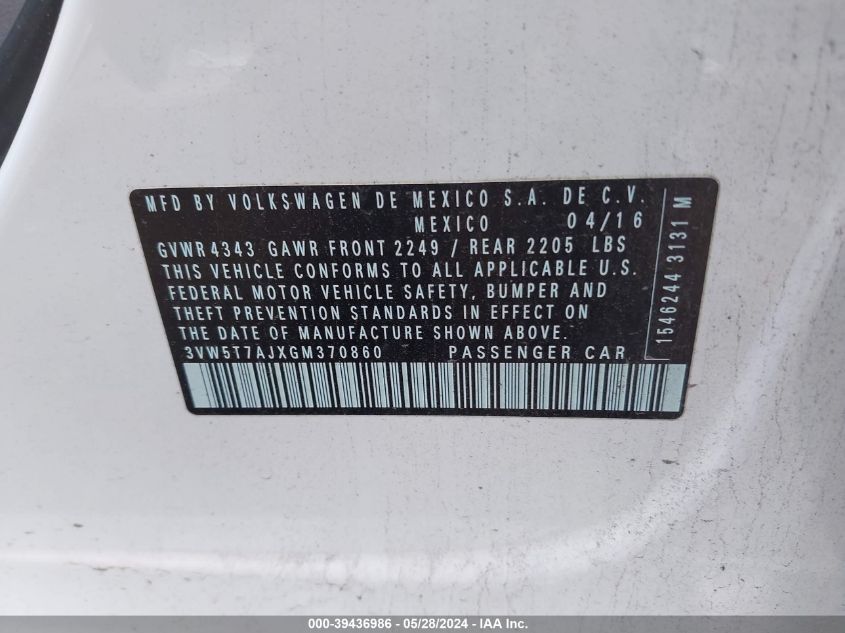 MFD BY VOLKSWAGEN DE MEXICO S.A. DE C.V.
MEXICO 04/16
GVWR 4343 GAWR FRONT 2249 / REAR 2205 LBS
THIS VEHICLE CONFORMS TO ALL APPLICABLE U.S.
FEDERAL MOTOR VEHICLE SAFETY, BUMPER AND
THEFT PREVENTION STANDARDS IN EFFECT ON
THE DATE OF MANUFACTURE SHOWN ABOVE.
3VW5T7AJXGM370860 PASSENGER CAR
1546244 3131 M
000-39436986 - 05/28/2024 - IAA Inc.